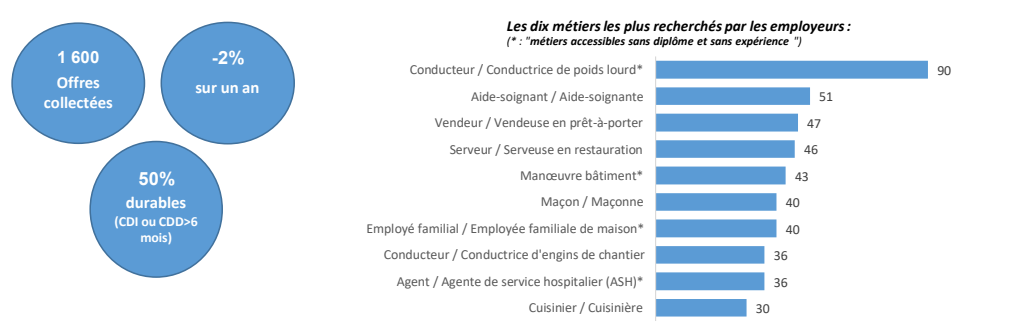 1 600
Offres
collectées
-2%
sur un an
50%
durables
(CDI ou CDD>6
mois)
Les dix métiers les plus recherchés par les employeurs :
(* : "métiers accessibles sans diplôme et sans expérience ")
Conducteur / Conductrice de poids lourd* 90
Aide-soignant / Aide-soignante 51
Vendeur / Vendeuse en prêt-à-porter 47
Serveur / Serveuse en restauration 46
Manœuvre bâtiment* 43
Maçon / Maçonne 40
Employé familial / Employée familiale de maison* 40
Conducteur / Conductrice d'engins de chantier 36
Agent / Agente de service hospitalier (ASH)* 36
Cuisinier / Cuisinière 30